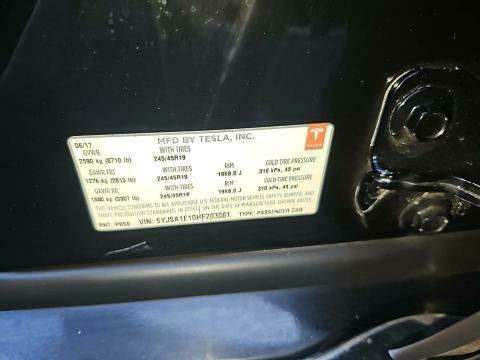 MFD BY TESLA, INC.
06/17
GVWR WITH TIRES
2590 kg (5710 lb) 245/45R19
GAWR FRT WITH TIRES RIM COLD TIRE PRESSURE
1276 kg (2813 lb) 245/45R19 19X8.0 J 310 kPa, 45 psi
GAWR RR WITH TIRES RIM COLD TIRE PRESSURE
1500 kg (3307 lb) 245/45R19 19X8.0 J 310 kPa, 45 psi
THIS VEHICLE CONFORMS TO ALL APPLICABLE
U.S. FEDERAL MOTOR VEHICLE SAFETY, BUMPER, AND
THEFT PREVENTION STANDARDS IN EFFECT ON THE
DATE OF MANUFACTURE SHOWN ABOVE.
PNT: VIN: 5YJSA1E10HF203061 TYPE: PASSENGER CAR